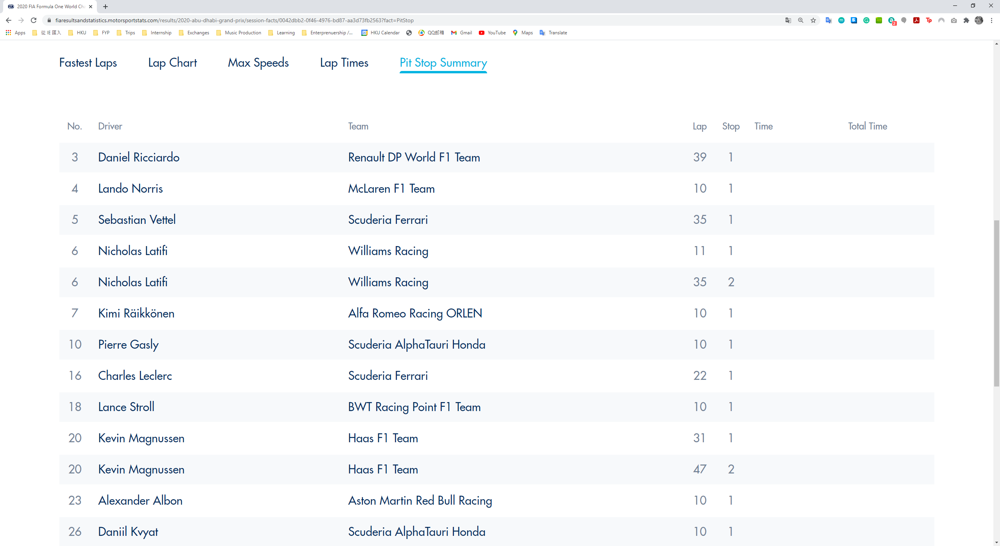 2020 FIA Formula One World Cha
fiaresultsandstatistics.motorsportstats.com/results/2020-abu-dhabi-grand-prix/session-facts/0042dbb2-0f46-4976-bd87-aa3d73fb2563?fact=PitStop
Apps 從 IE 匯入 HKU FYP Trips Internship Exchanges Music Production Learning Enterprenuership /... HKU Calendar QQ邮箱 Gmail YouTube Maps Translate
Fastest Laps Lap Chart Max Speeds Lap Times Pit Stop Summary
No. Driver Team Lap Stop Time Total Time
3 Daniel Ricciardo Renault DP World F1 Team 39 1
4 Lando Norris McLaren F1 Team 10 1
5 Sebastian Vettel Scuderia Ferrari 35 1
6 Nicholas Latifi Williams Racing 11 1
6 Nicholas Latifi Williams Racing 35 2
7 Kimi Räikkönen Alfa Romeo Racing ORLEN 10 1
10 Pierre Gasly Scuderia AlphaTauri Honda 10 1
16 Charles Leclerc Scuderia Ferrari 22 1
18 Lance Stroll BWT Racing Point F1 Team 10 1
20 Kevin Magnussen Haas F1 Team 31 1
20 Kevin Magnussen Haas F1 Team 47 2
23 Alexander Albon Aston Martin Red Bull Racing 10 1
26 Daniil Kvyat Scuderia AlphaTauri Honda 10 1